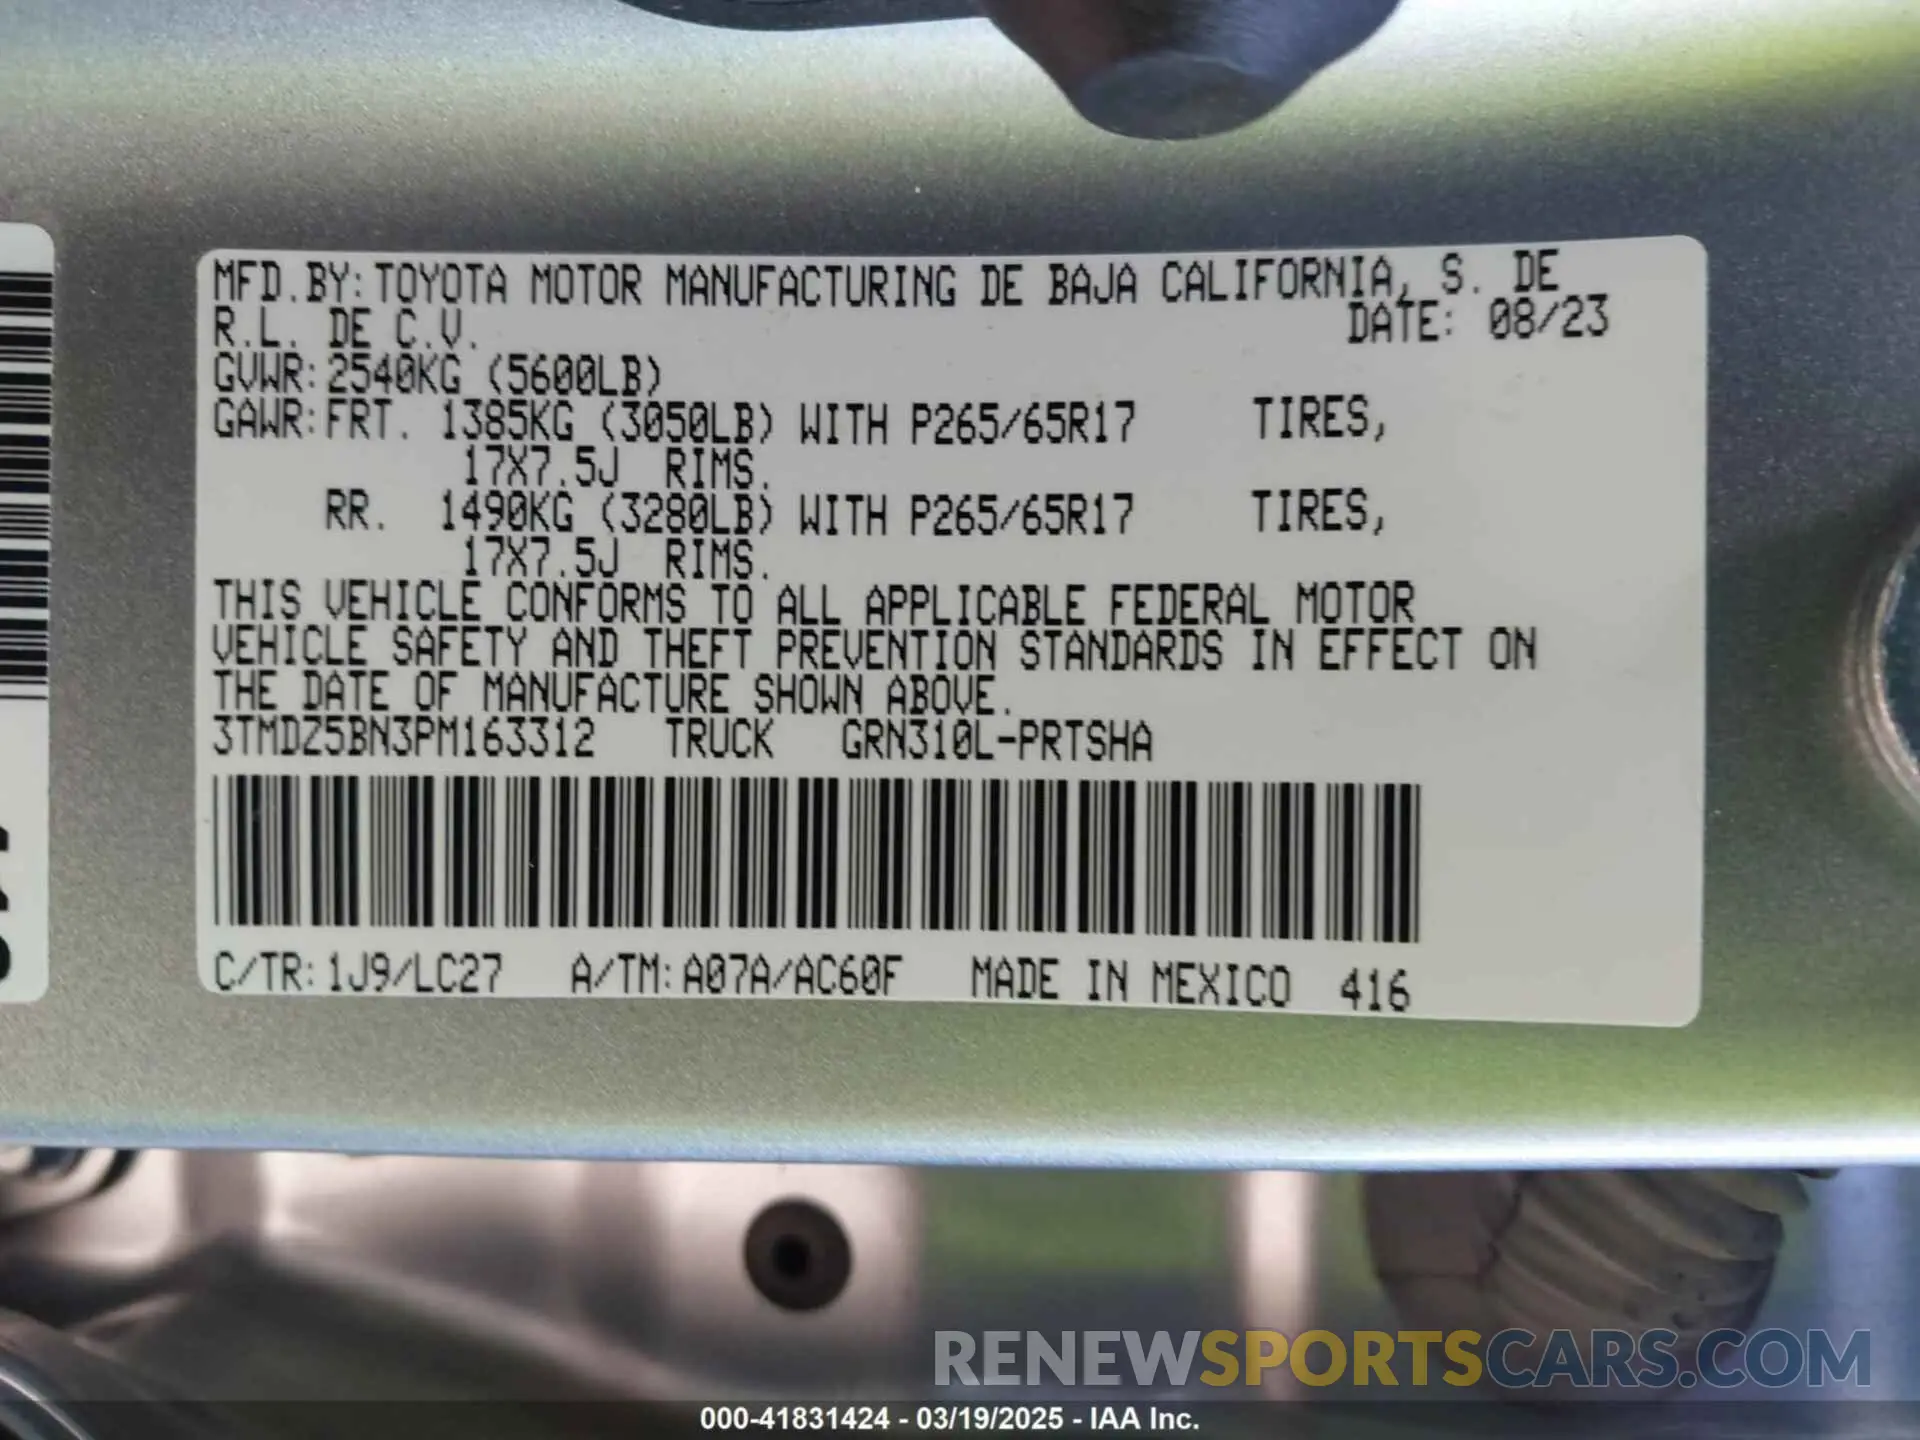 MFD.BY:TOYOTA MOTOR MANUFACTURING DE BAJA CALIFORNIA, S. DE
R.L. DE C.V. DATE: 08/23
GVWR:2540KG (5600LB)
GAWR:FRT. 1385KG (3050LB) WITH P265/65R17 TIRES,
17X7.5J RIMS.
RR. 1490KG (3280LB) WITH P265/65R17 TIRES,
17X7.5J RIMS.
THIS VEHICLE CONFORMS TO ALL APPLICABLE FEDERAL MOTOR
VEHICLE SAFETY AND THEFT PREVENTION STANDARDS IN EFFECT ON
THE DATE OF MANUFACTURE SHOWN ABOVE.
3TMDZ5BN3PM163312 TRUCK GRN310L-PRTSHA
C/TR:1J9/LC27 A/TM:A07A/AC60F MADE IN MEXICO 416
RENEWSPORTSCARS.COM
000-41831424 - 03/19/2025 - IAA Inc.